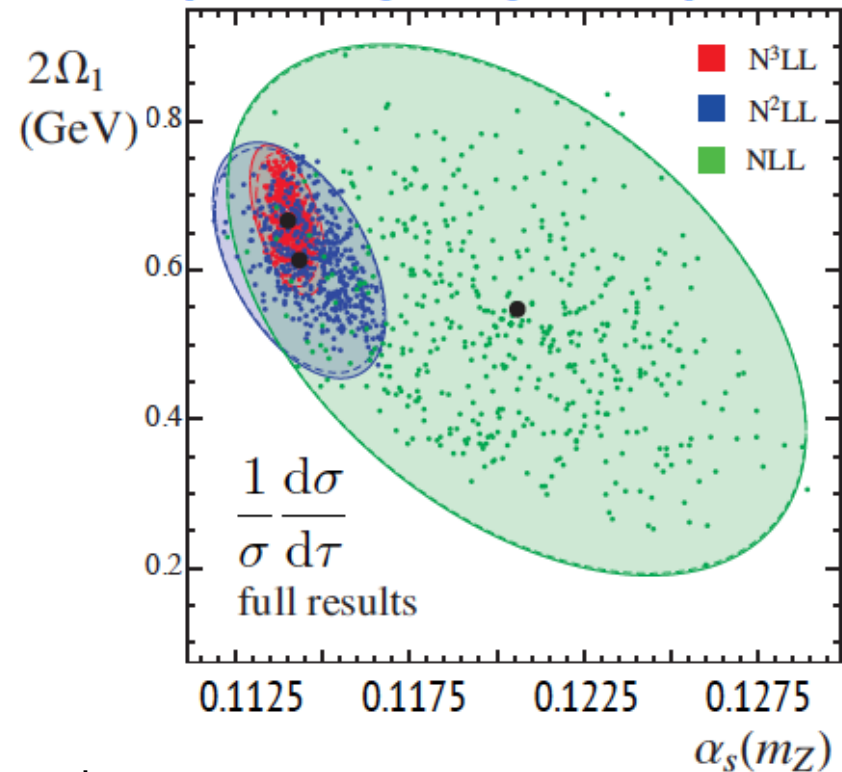 2Ω₁
(GeV)
0.8
0.6
0.4
0.2
N³LL
N²LL
NLL
1 dσ
σ dτ
full results
0.1125 0.1175 0.1225 0.1275
αₛ(m_Z)